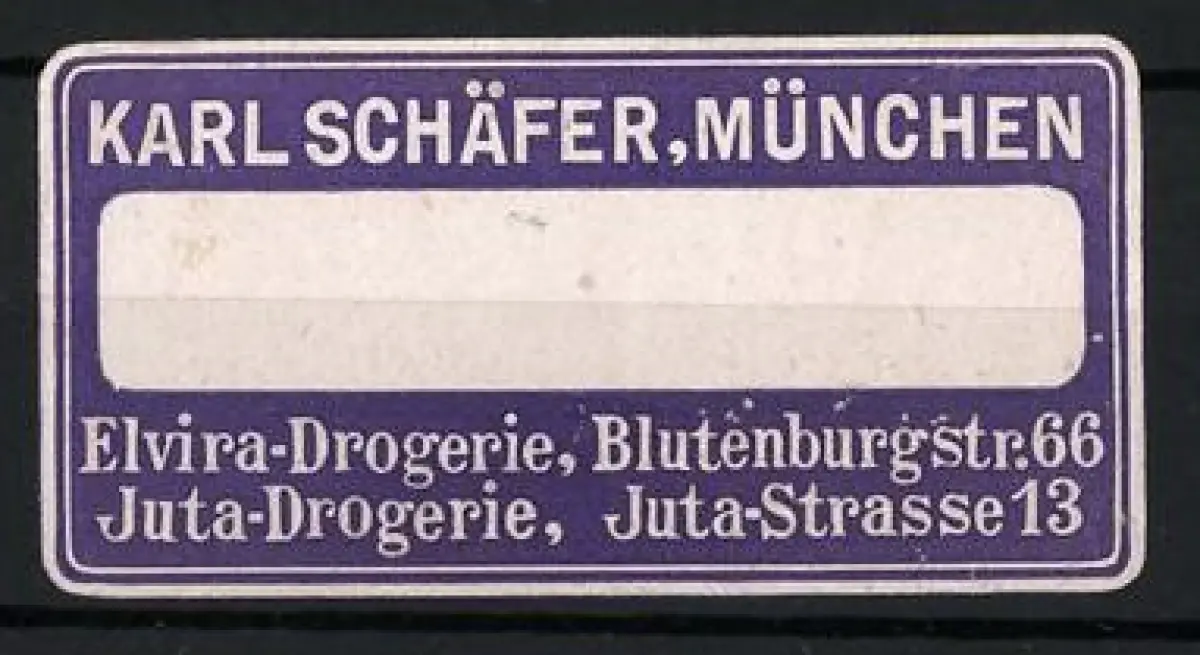 KARL SCHÄFER, MÜNCHEN
Elvira-Drogerie, Blutenburgstr.66
Juta-Drogerie, Juta-Strasse 13